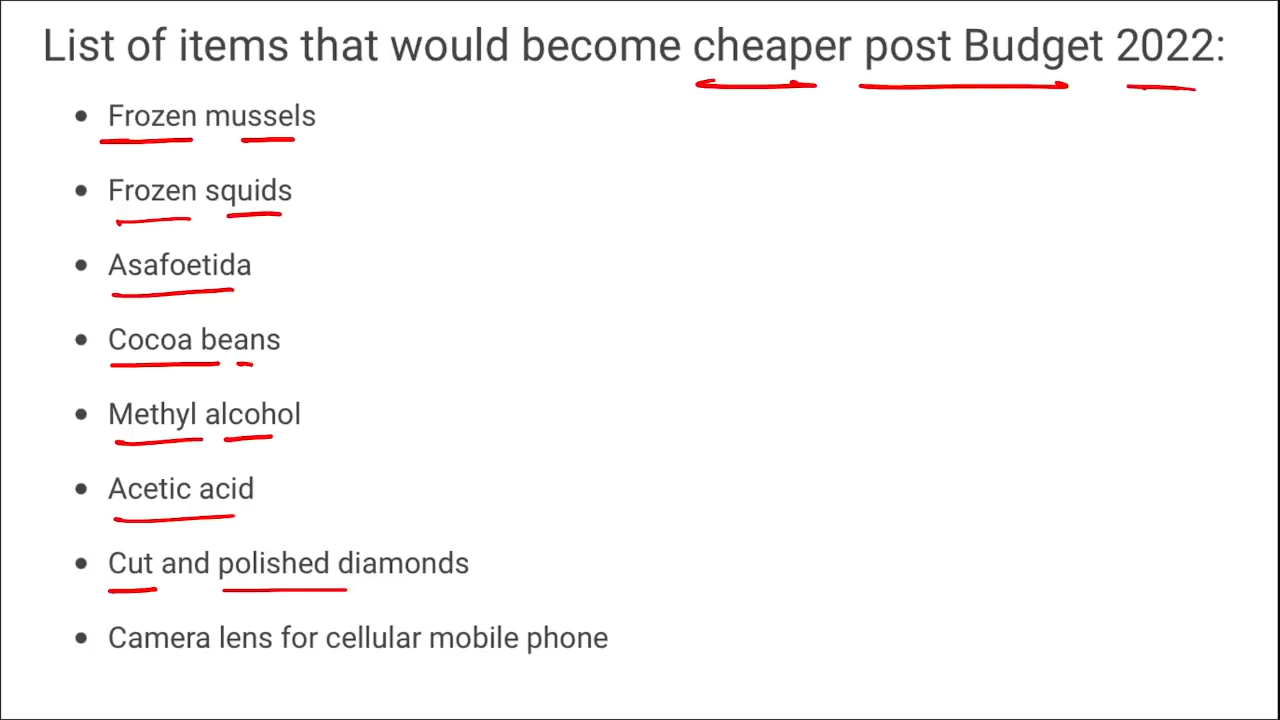 List of items that would become cheaper post Budget 2022:
• Frozen mussels
• Frozen squids
• Asafoetida
• Cocoa beans
• Methyl alcohol
• Acetic acid
• Cut and polished diamonds
• Camera lens for cellular mobile phone